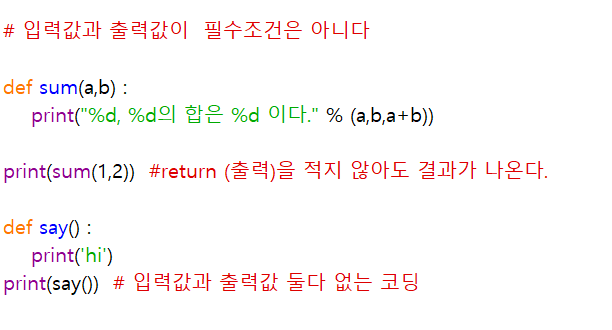 # 입력값과 출력값이  필수조건은 아니다
def sum(a,b) :
print("%d, %d의 합은 %d 이다." % (a,b,a+b))
print(sum(1,2))  #return (출력)을 적지 않아도 결과가 나온다.
def say() :
print('hi')
print(say())  # 입력값과 출력값 둘다 없는 코딩